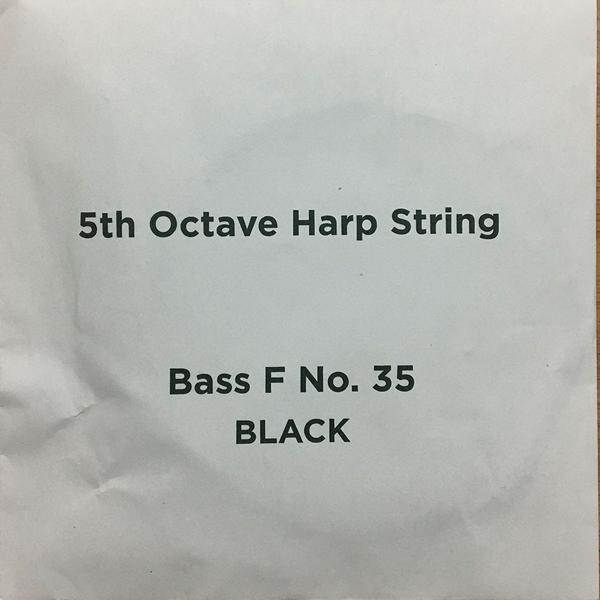 5th Octave Harp String
Bass F No. 35
BLACK